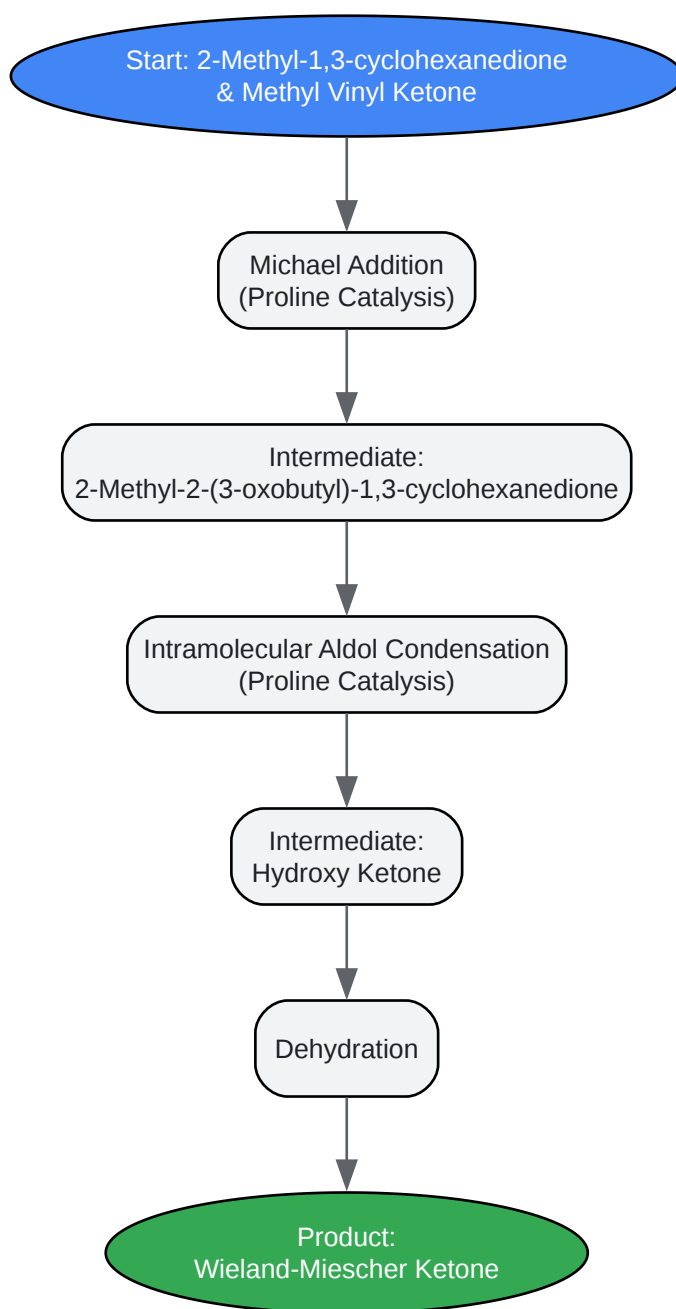 Start: 2-Methyl-1,3-cyclohexanedione
& Methyl Vinyl Ketone
Michael Addition
(Proline Catalysis)
Intermediate:
2-Methyl-2-(3-oxobutyl)-1,3-cyclohexanedione
Intramolecular Aldol Condensation
(Proline Catalysis)
Intermediate:
Hydroxy Ketone
Dehydration
Product:
Wieland-Miescher Ketone